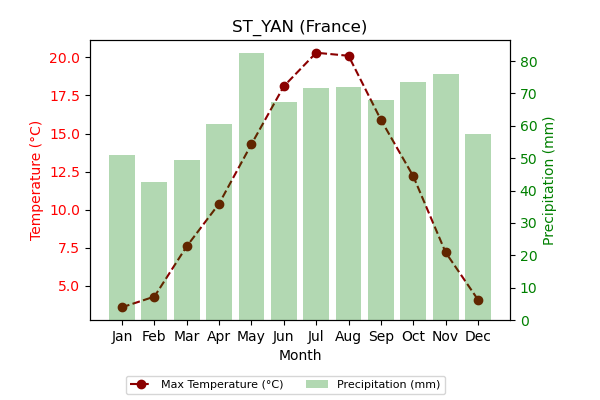 ST_YAN (France)
20.0
17.5
15.0
12.5
10.0
7.5
5.0
Temperature (°C)
80
70
60
50
40
30
20
10
0
Precipitation (mm)
Jan Feb Mar Apr May Jun Jul Aug Sep Oct Nov Dec
Month
Max Temperature (°C) Precipitation (mm)